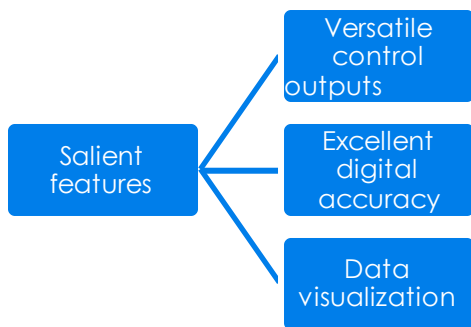 Salient
features
Versatile
control
outputs
Excellent
digital
accuracy
Data
visualization